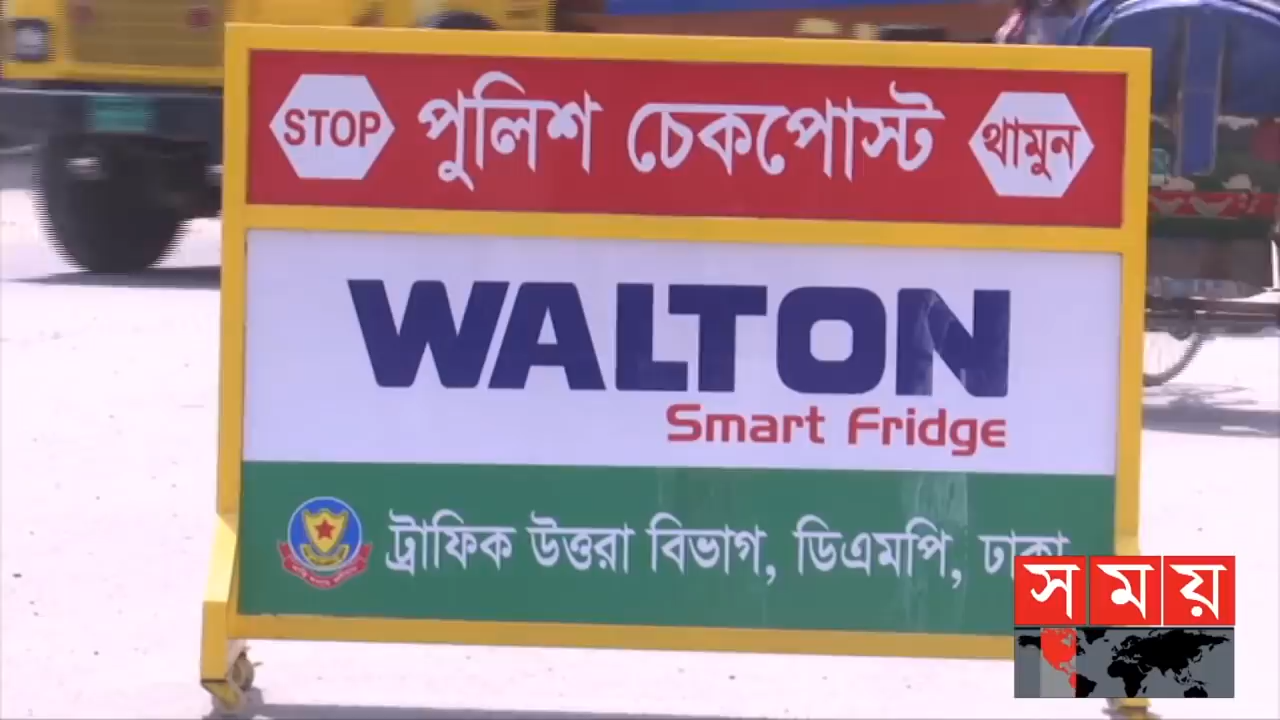 STOP পুলিশ চেকপোস্ট থামুন
WALTON
Smart Fridge
ট্রাফিক উত্তরা বিভাগ, ডিএমপি, ঢাকা
সময়